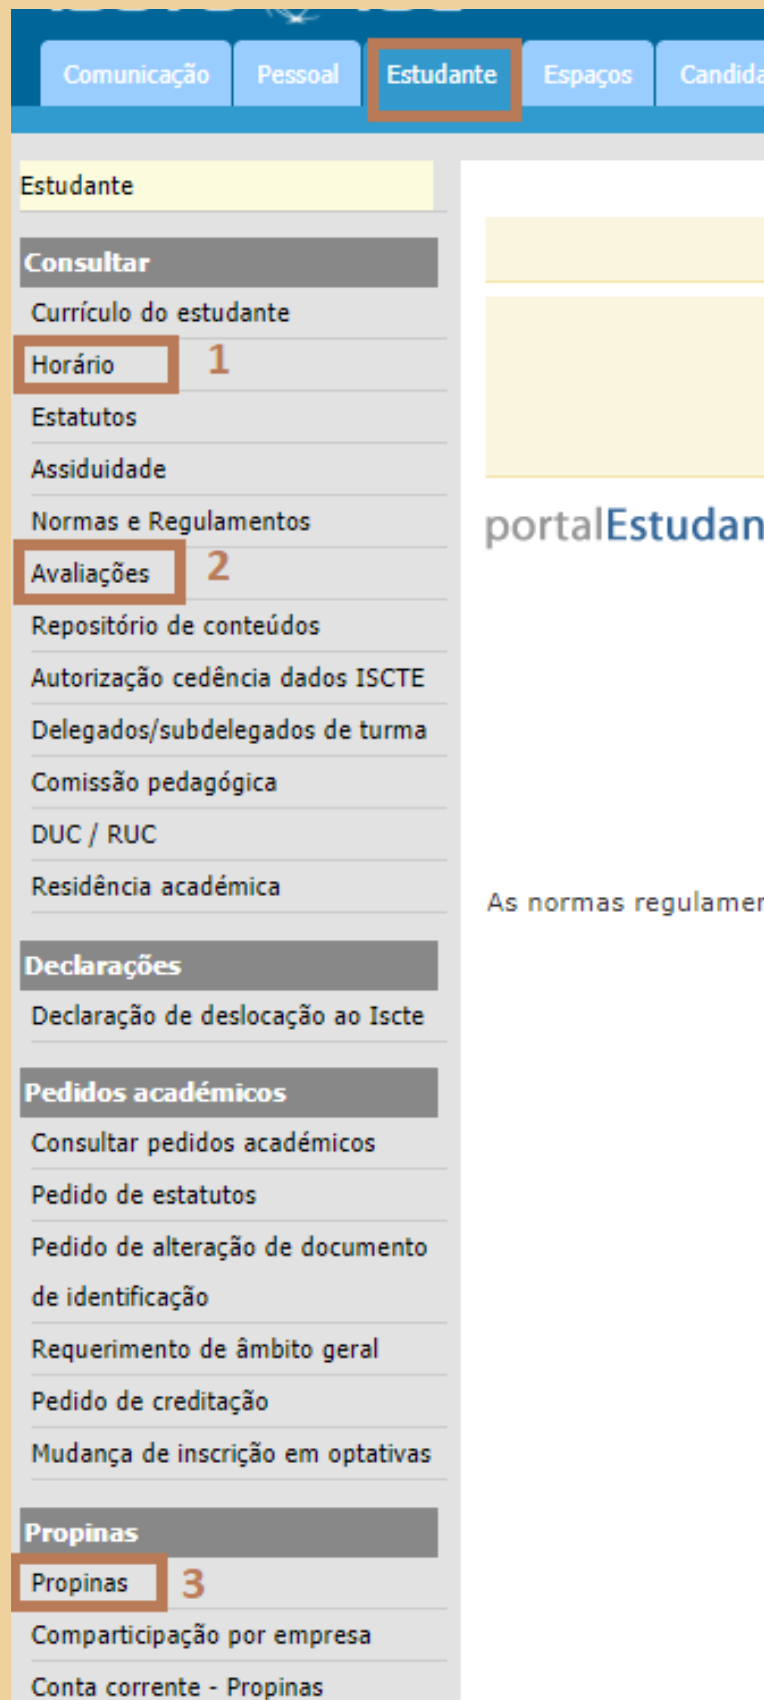 Comunicação Pessoal Estudante Espaços
Estudante
Consultar
Currículo do estudante
Horário 1
Estatutos
Assiduidade
Normas e Regulamentos
Avaliações 2
Repositório de conteúdos
Autorização cedência dados ISCTE
Delegados/subdelegados de turma
Comissão pedagógica
DUC / RUC
Residência académica
Declarações
Declaração de deslocação ao Iscte
Pedidos académicos
Consultar pedidos académicos
Pedido de estatutos
Pedido de alteração de documento
de identificação
Requerimento de âmbito geral
Pedido de creditação
Mudança de inscrição em optativas
Propinas
Propinas 3
Comparticipação por empresa
Conta corrente - Propinas
portalEstudan
As normas